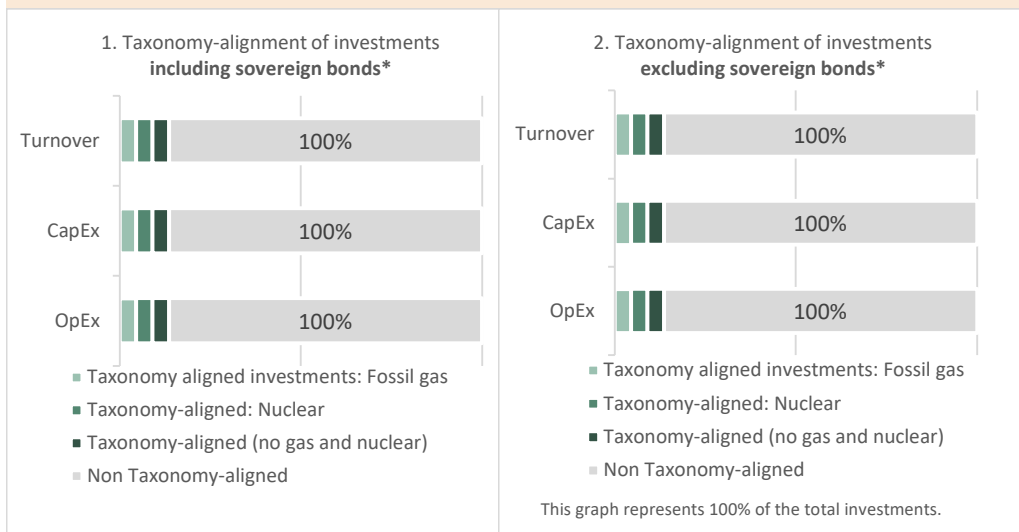 1. Taxonomy-alignment of investments
including sovereign bonds*
Turnover
100%
CapEx
100%
OpEx
100%
Taxonomy aligned investments: Fossil gas
Taxonomy-aligned: Nuclear
Taxonomy-aligned (no gas and nuclear)
Non Taxonomy-aligned
2. Taxonomy-alignment of investments
excluding sovereign bonds*
Turnover
100%
CapEx
100%
OpEx
100%
Taxonomy aligned investments: Fossil gas
Taxonomy-aligned: Nuclear
Taxonomy-aligned (no gas and nuclear)
Non Taxonomy-aligned
This graph represents 100% of the total investments.